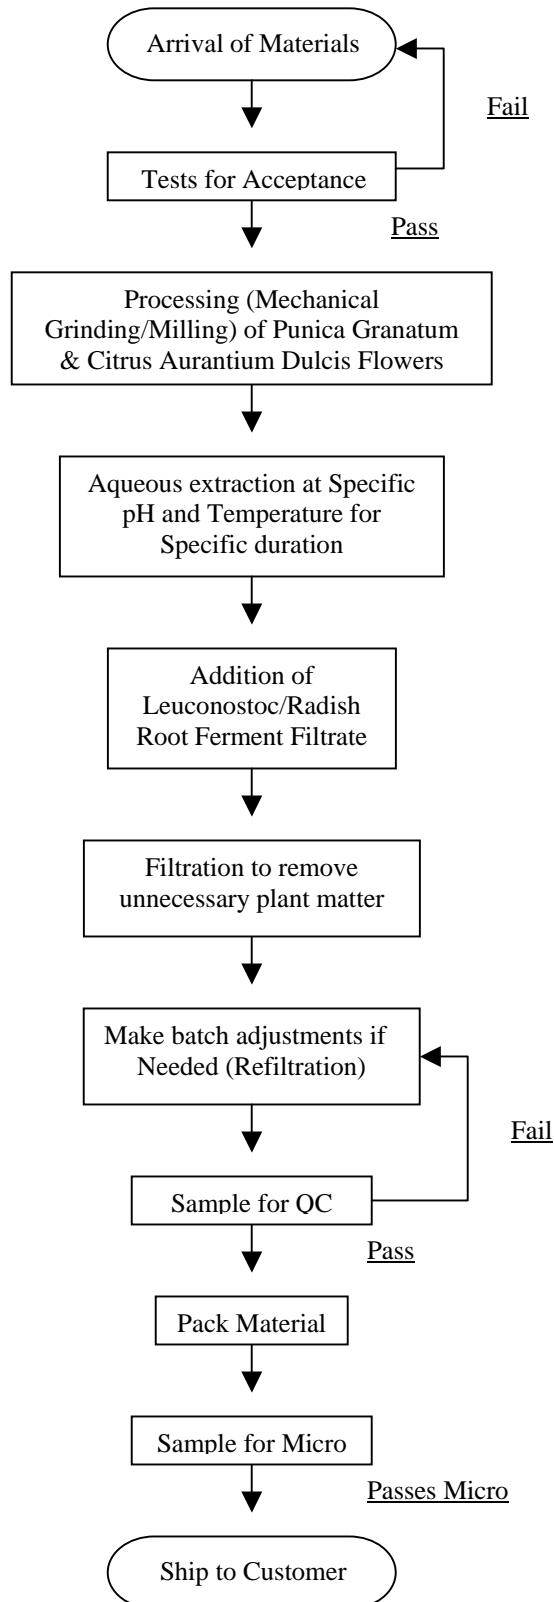 Arrival of Materials
Fail
Tests for Acceptance
Pass
Processing (Mechanical
Grinding/Milling) of Punica Granatum
& Citrus Aurantium Dulcis Flowers
Aqueous extraction at Specific
pH and Temperature for
Specific duration
Addition of
Leuconostoc/Radish
Root Ferment Filtrate
Filtration to remove
unnecessary plant matter
Make batch adjustments if
Needed (Refiltration)
Fail
Sample for QC
Pass
Pack Material
Sample for Micro
Passes Micro
Ship to Customer